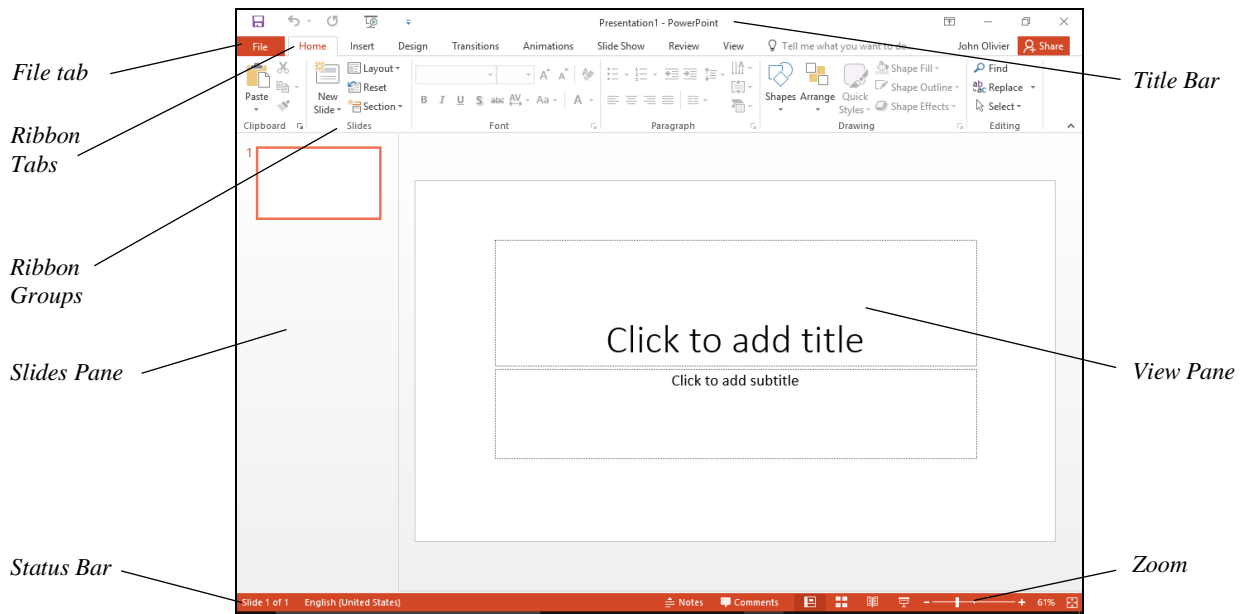 Presentation1 - PowerPoint
File Home Insert Design Transitions Animations Slide Show Review View Tell me what you want to do... John Olivier Share
File tab
Title Bar
Ribbon
Tabs
Ribbon
Groups
Slides Pane
View Pane
Status Bar
Zoom
Paste
New
Slide
Layout
Reset
Section
B I U S abc AV Aa A
A A
Shapes Arrange Quick
Styles
Shape Fill
Shape Outline
Shape Effects
Find
Replace
Select
Clipboard Slides Font Paragraph Drawing Editing
1
Click to add title
Click to add subtitle
Slide 1 of 1 English (United States) Notes Comments 61%